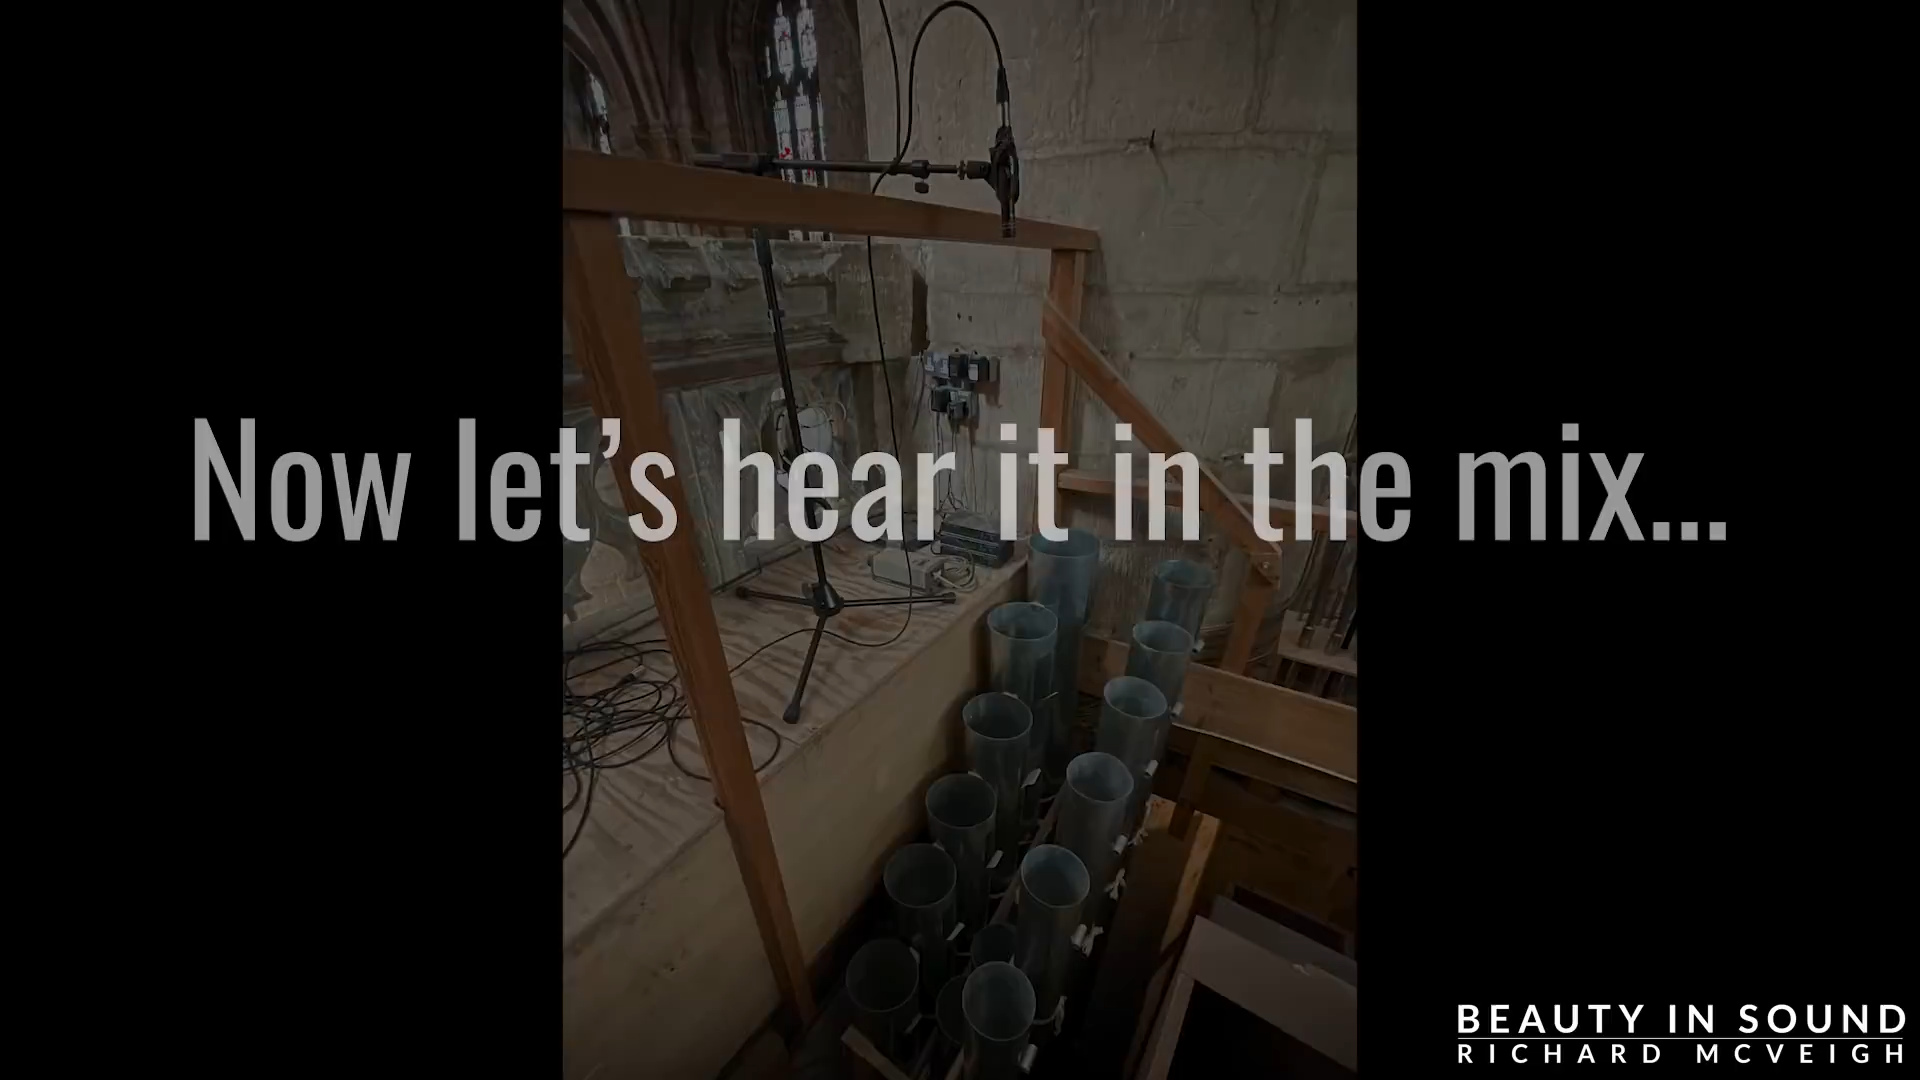 Now let’s hear it in the mix...
BEAUTY IN SOUND
RICHARD MCVEIGH